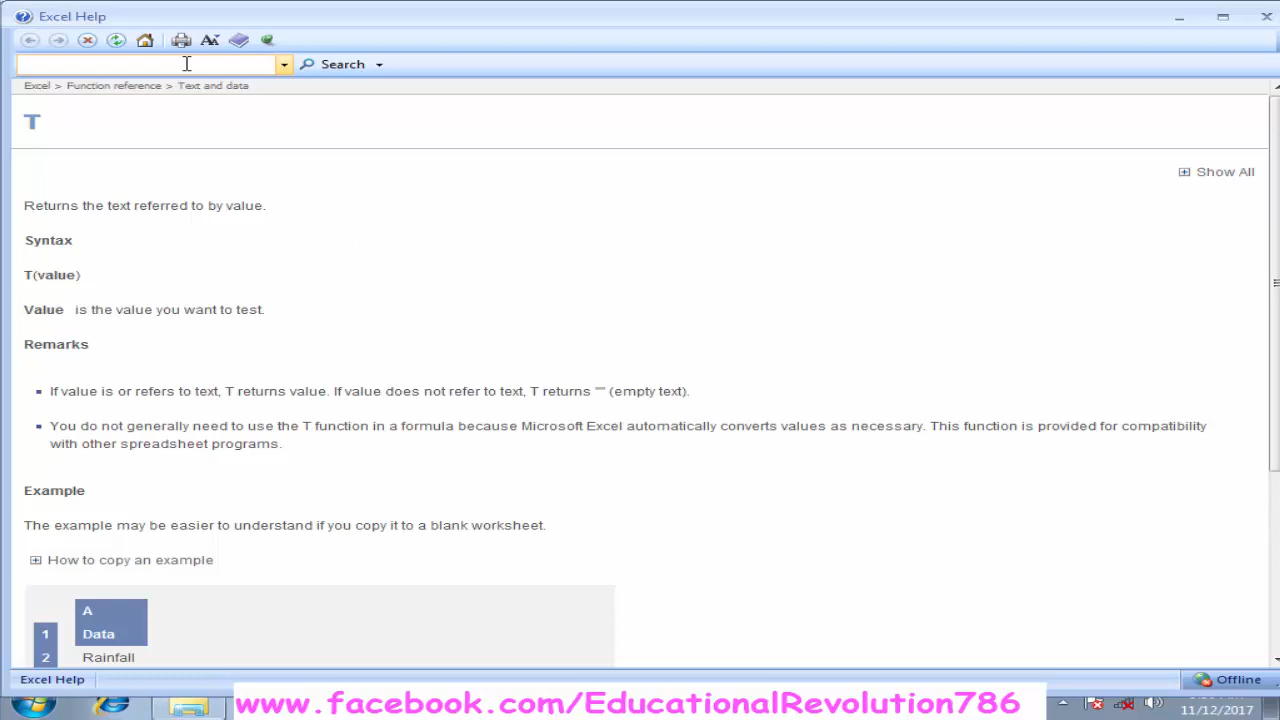 Excel Help
Search
Excel > Function reference > Text and data
T
Show All
Returns the text referred to by value.
Syntax
T(value)
Value is the value you want to test.
Remarks
If value is or refers to text, T returns value. If value does not refer to text, T returns "" (empty text).
You do not generally need to use the T function in a formula because Microsoft Excel automatically converts values as necessary. This function is provided for compatibility
with other spreadsheet programs.
Example
The example may be easier to understand if you copy it to a blank worksheet.
How to copy an example
A
1 Data
2 Rainfall
Excel Help
Offline
www.facebook.com/EducationalRevolution786
11/12/2017